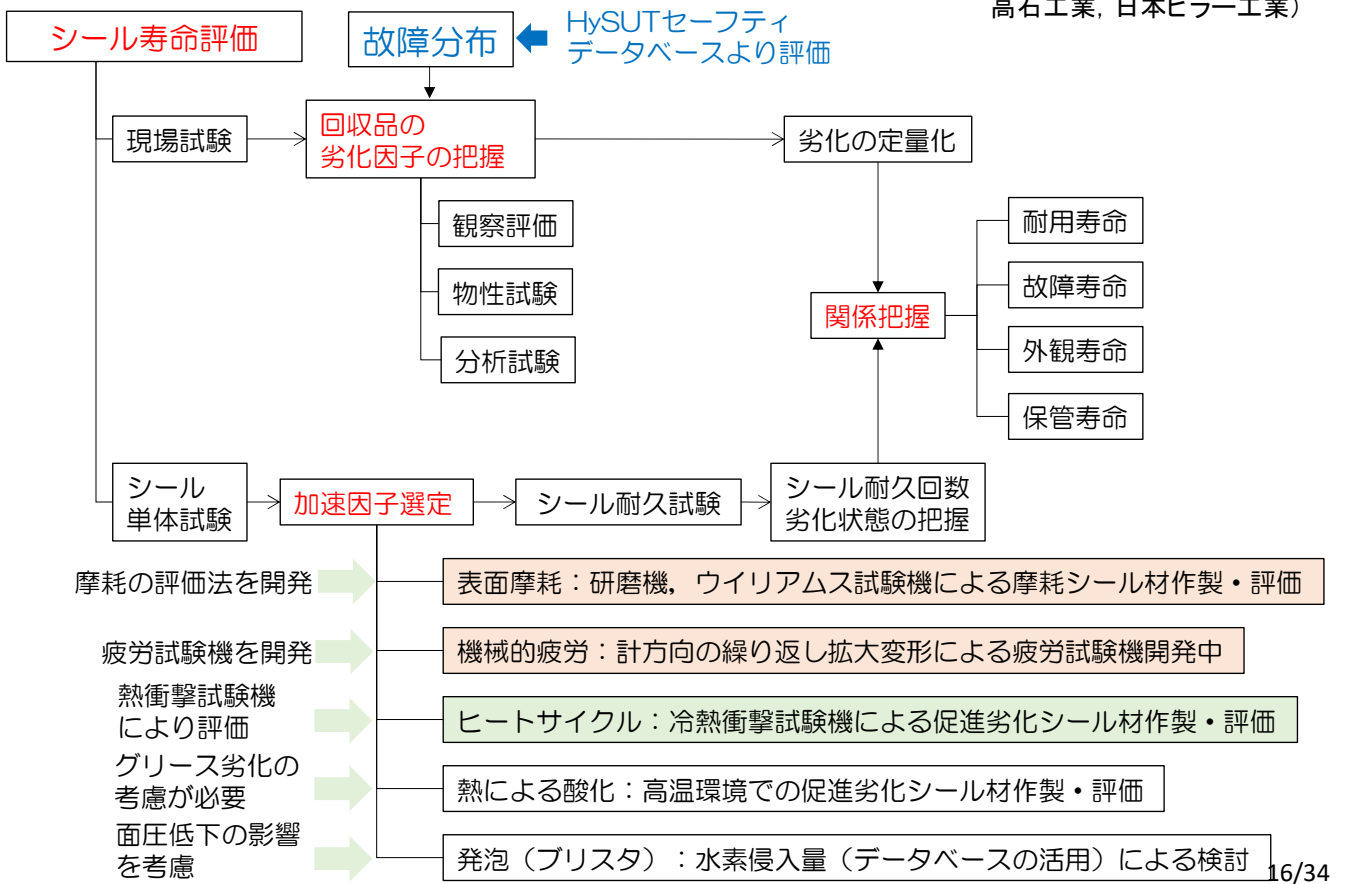 高石工業，日本ピラー工業）
シール寿命評価
故障分布
HySUTセーフティ
データベースより評価
現場試験
回収品の
劣化因子の把握
劣化の定量化
観察評価
物性試験
分析試験
関係把握
耐用寿命
故障寿命
外観寿命
保管寿命
シール
単体試験
加速因子選定
シール耐久試験
シール耐久回数
劣化状態の把握
摩耗の評価法を開発
表面摩耗：研磨機，ウイリアムス試験機による摩耗シール材作製・評価
疲労試験機を開発
機械的疲労：計方向の繰り返し拡大変形による疲労試験機開発中
熱衝撃試験機
により評価
ヒートサイクル：冷熱衝撃試験機による促進劣化シール材作製・評価
グリース劣化の
考慮が必要
熱による酸化：高温環境での促進劣化シール材作製・評価
面圧低下の影響
を考慮
発泡（ブリスタ）：水素侵入量（データベースの活用）による検討
16/34